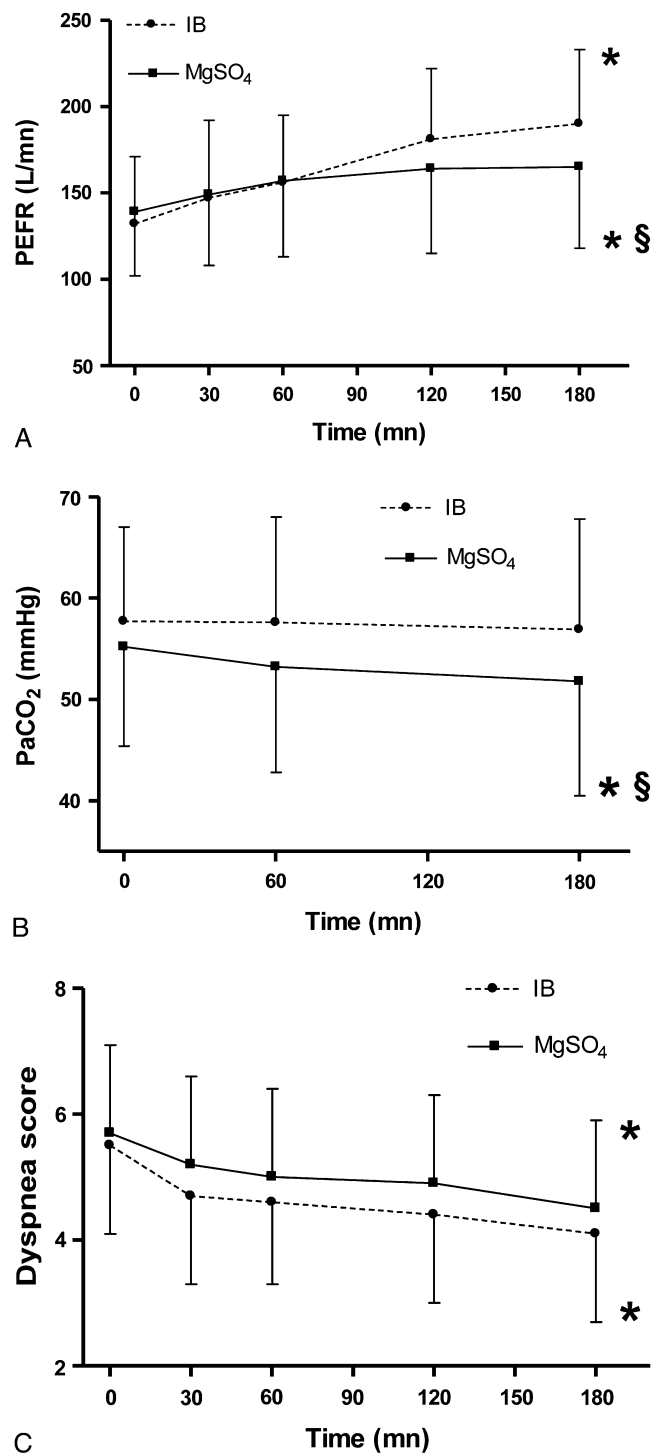 250
200
150
100
50
PEFR (L/mn)
IB
MgSO₄
*
* §
0 30 60 90 120 150 180
Time (mn)
A
70
60
50
40
PaCO₂ (mmHg)
IB
MgSO₄
* §
0 60 120 180
Time (mn)
B
8
6
4
2
Dyspnea score
IB
MgSO₄
*
*
0 30 60 90 120 150 180
Time (mn)
C